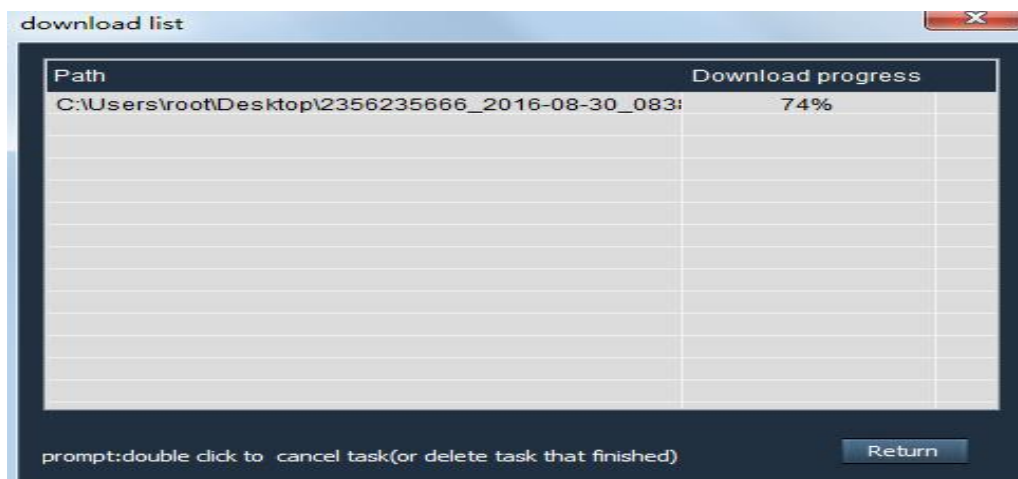 download list
Path Download progress
C:\Users\root\Desktop\2356235666_2016-08-30_083 74%
prompt:double click to cancel task(or delete task that finished)
Return